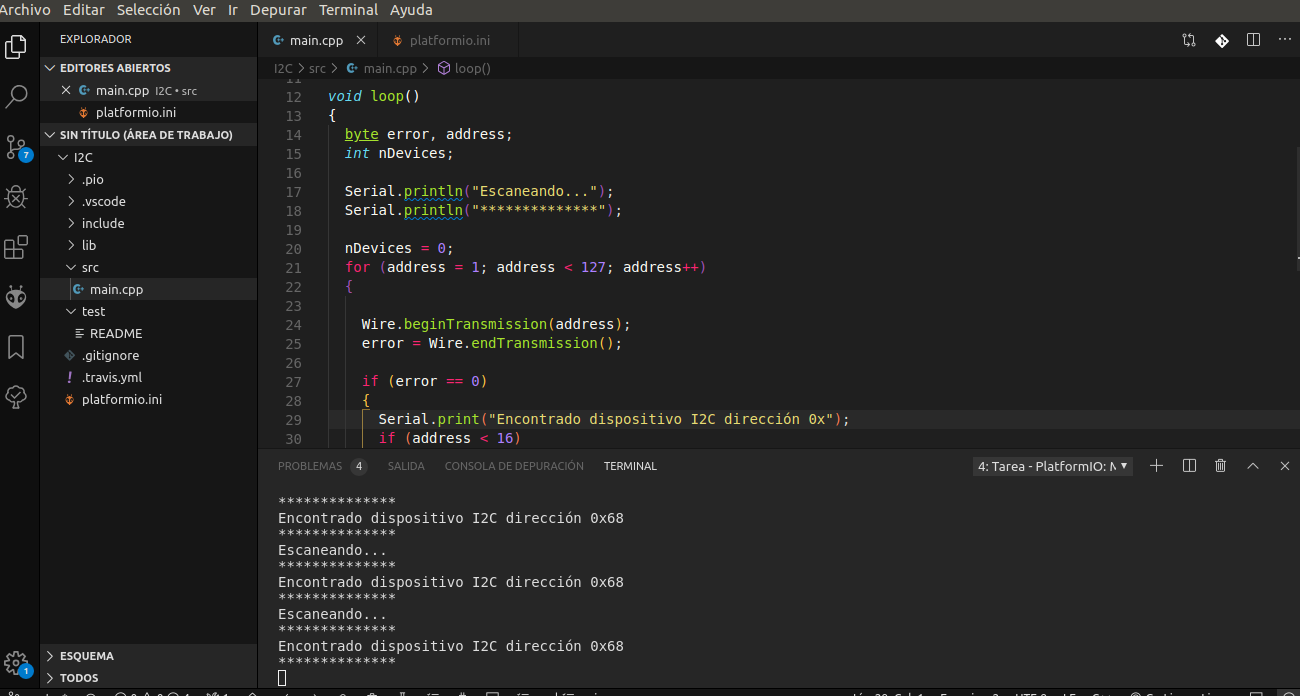 Archivo Editar Selección Ver Ir Depurar Terminal Ayuda
EXPLORADOR
EDITORES ABIERTOS
main.cpp I2C • src
platformio.ini
SIN TÍTULO (ÁREA DE TRABAJO)
I2C
.pio
.vscode
include
lib
src
main.cpp
test
README
.gitignore
.travis.yml
platformio.ini
ESQUEMA
TODOS
7
1
main.cpp platformio.ini
I2C > src > main.cpp > loop()
11
12 void loop()
13 {
14 byte error, address;
15 int nDevices;
16
17 Serial.println("Escaneando...");
18 Serial.println("**************");
19
20 nDevices = 0;
21 for (address = 1; address < 127; address++)
22 {
23
24 Wire.beginTransmission(address);
25 error = Wire.endTransmission();
26
27 if (error == 0)
28 {
29 Serial.print("Encontrado dispositivo I2C dirección 0x");
30 if (address < 16)
PROBLEMAS 4 SALIDA CONSOLA DE DEPURACIÓN TERMINAL 4: Tarea - PlatformIO:
**************
Encontrado dispositivo I2C dirección 0x68
**************
Escaneando...
**************
Encontrado dispositivo I2C dirección 0x68
**************
Escaneando...
**************
Encontrado dispositivo I2C dirección 0x68
**************